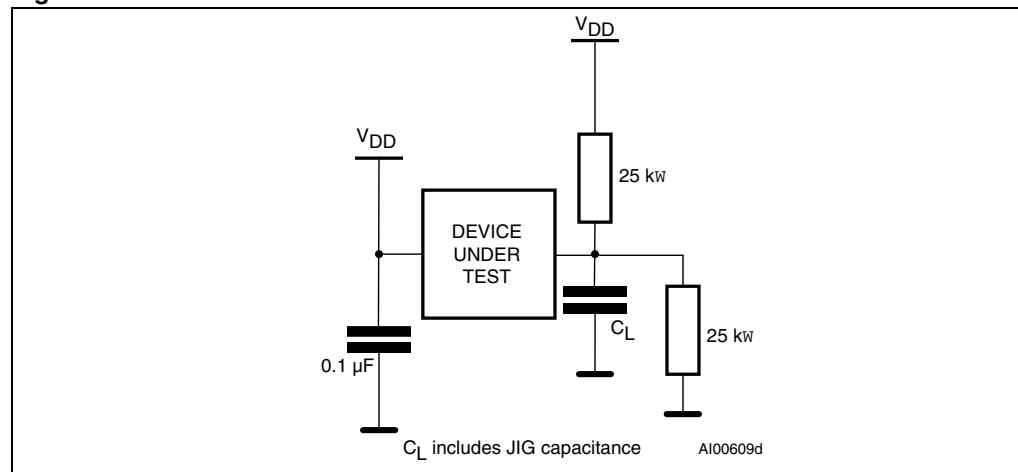 V_DD
V_DD
25 kW
DEVICE
UNDER
TEST
C_L
25 kW
0.1 µF
C_L includes JIG capacitance
AI00609d